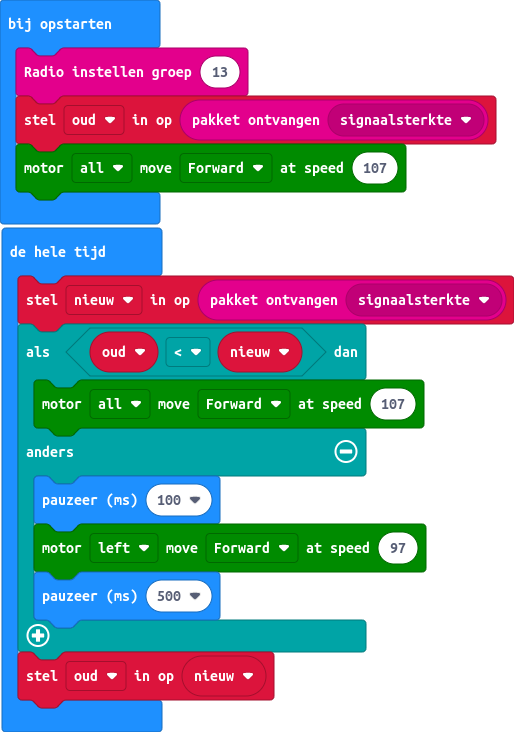 bij opstarten
Radio instellen groep 13
stel oud in op pakket ontvangen signaalsterkte
motor all move Forward at speed 107
de hele tijd
stel nieuw in op pakket ontvangen signaalsterkte
als oud < nieuw dan
motor all move Forward at speed 107
anders
pauzeer (ms) 100
motor left move Forward at speed 97
pauzeer (ms) 500
stel oud in op nieuw